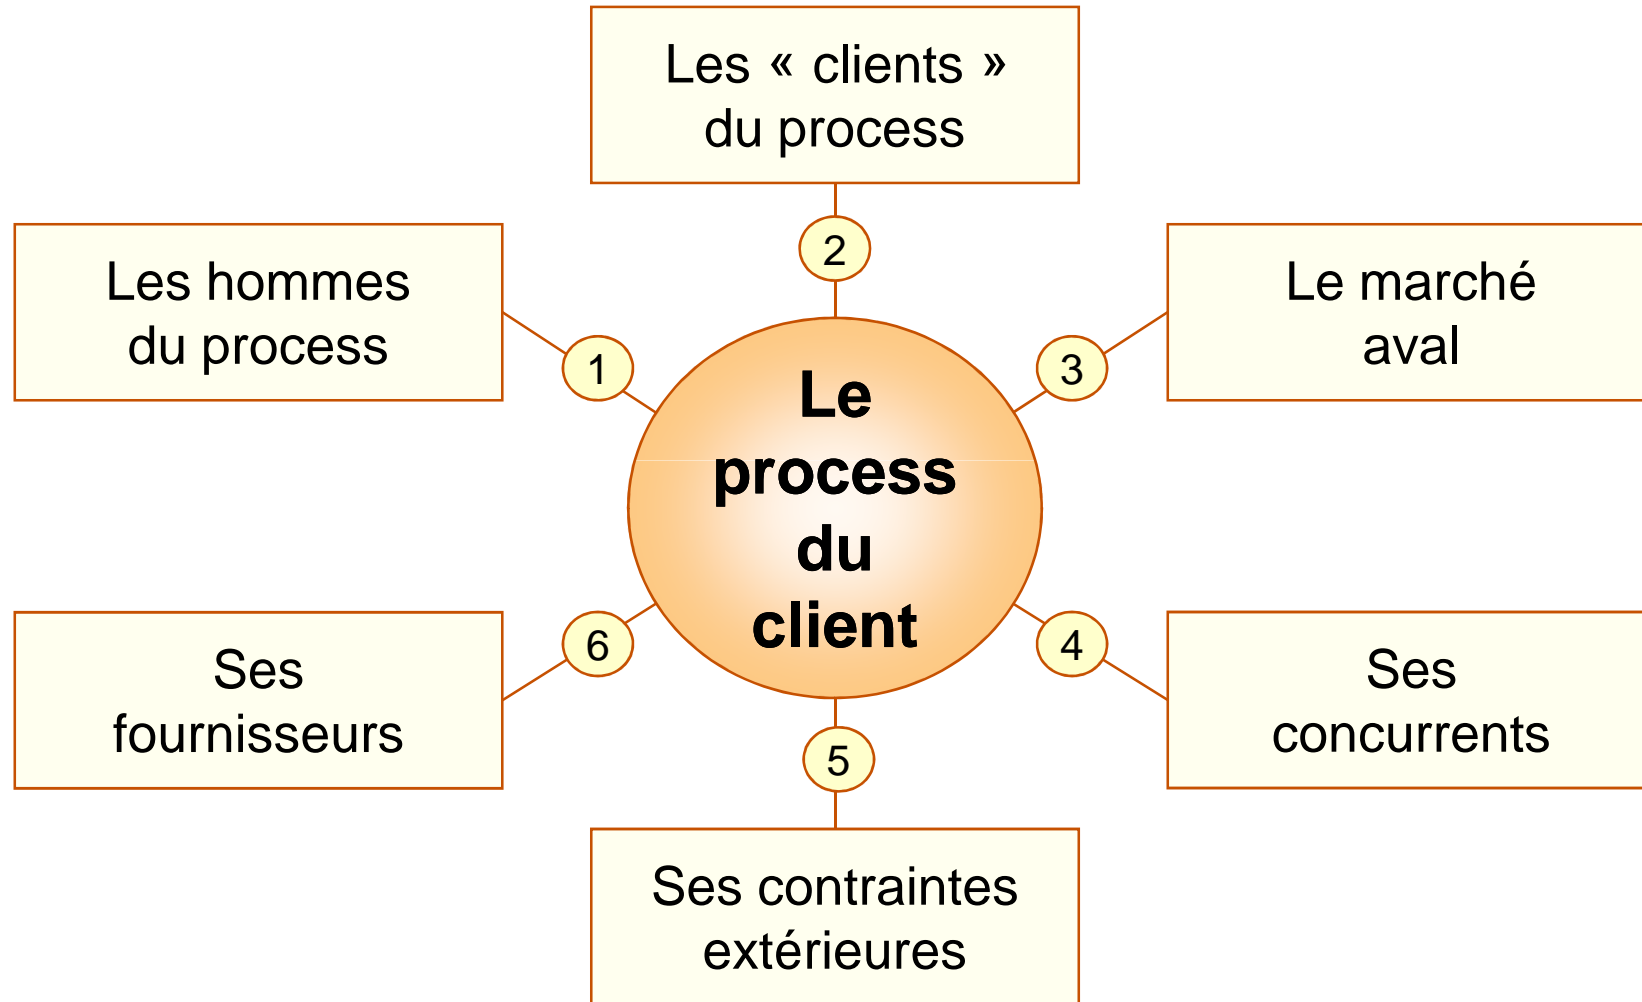 Les « clients »
du process
2
Les hommes
du process
1
Le marché
aval
3
Le
process
du
client
Ses
fournisseurs
6
Ses
concurrents
4
5
Ses contraintes
extérieures